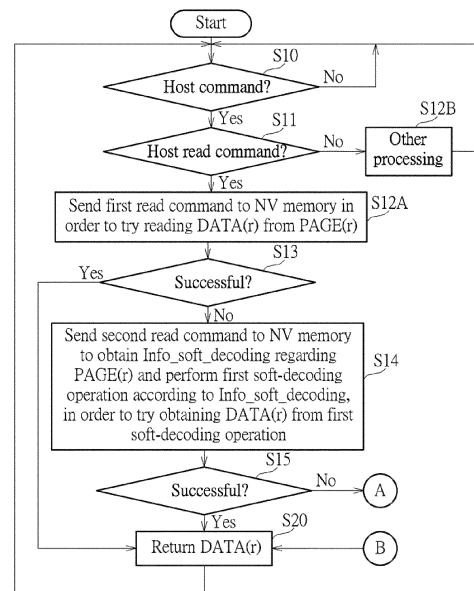 Start
S10
Host command?
No
Yes
S11
S12B
Host read command?
No
Other
processing
Yes
S12A
Send first read command to NV memory in
order to try reading DATA(r) from PAGE(r)
S13
Yes
Successful?
No
Send second read command to NV memory
to obtain Info_soft_decoding regarding
PAGE(r) and perform first soft-decoding
operation according to Info_soft_decoding,
in order to try obtaining DATA(r) from first
soft-decoding operation
S14
S15
Successful?
No
A
Yes
S20
Return DATA(r)
B